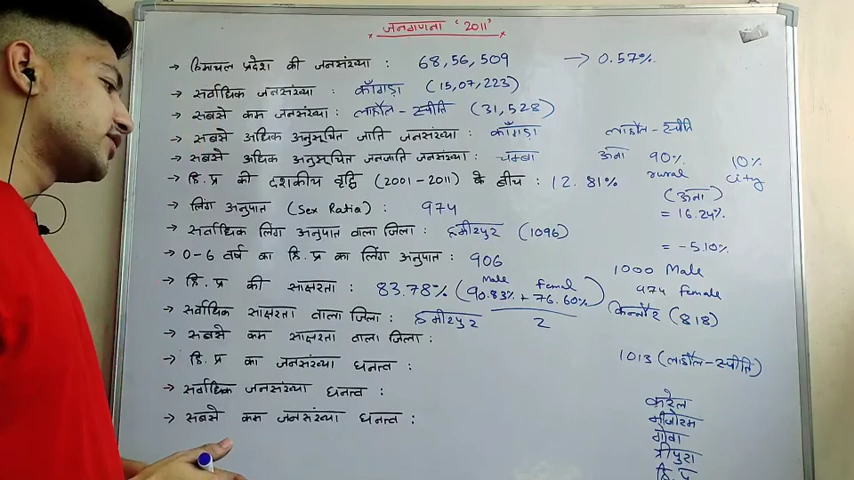 जनगणना '2011'
→ हिमाचल प्रदेश की जनसंख्या : 68,56,509 → 0.57%
→ सर्वाधिक जनसंख्या : काँगड़ा (15,07,223)
→ सबसे कम जनसंख्या : लाहौल-स्पीति (31,528)
→ सबसे अधिक अनुसूचित जाति जनसंख्या : काँगड़ा लाहौल-स्पीति
→ सबसे अधिक अनुसूचित जनजाति जनसंख्या : चम्बा ऊना 90% rural 10% city
→ हि.प्र की दशकीय वृद्धि (2001-2011) के बीच : 12.81% (ऊना) = 16.24%
→ लिंग अनुपात (Sex Ratio) : 974
→ सर्वाधिक लिंग अनुपात वाला जिला : हमीरपुर (1096) = -5.10%
→ 0-6 वर्ष का हि.प्र का लिंग अनुपात : 906
1000 Male
974 female
→ हि.प्र की साक्षरता : 83.78% (Male 90.83% + Femal 76.60%) / 2
किन्नौर (818)
→ सर्वाधिक साक्षरता वाला जिला : हमीरपुर
→ सबसे कम साक्षरता वाला जिला :
1013 (लाहौल-स्पीति)
→ हि.प्र का जनसंख्या घनत्व :
→ सर्वाधिक जनसंख्या घनत्व :
→ सबसे कम जनसंख्या घनत्व :
केरल
मीजोरम
गोवा
त्रीपुरा
हि.प्र